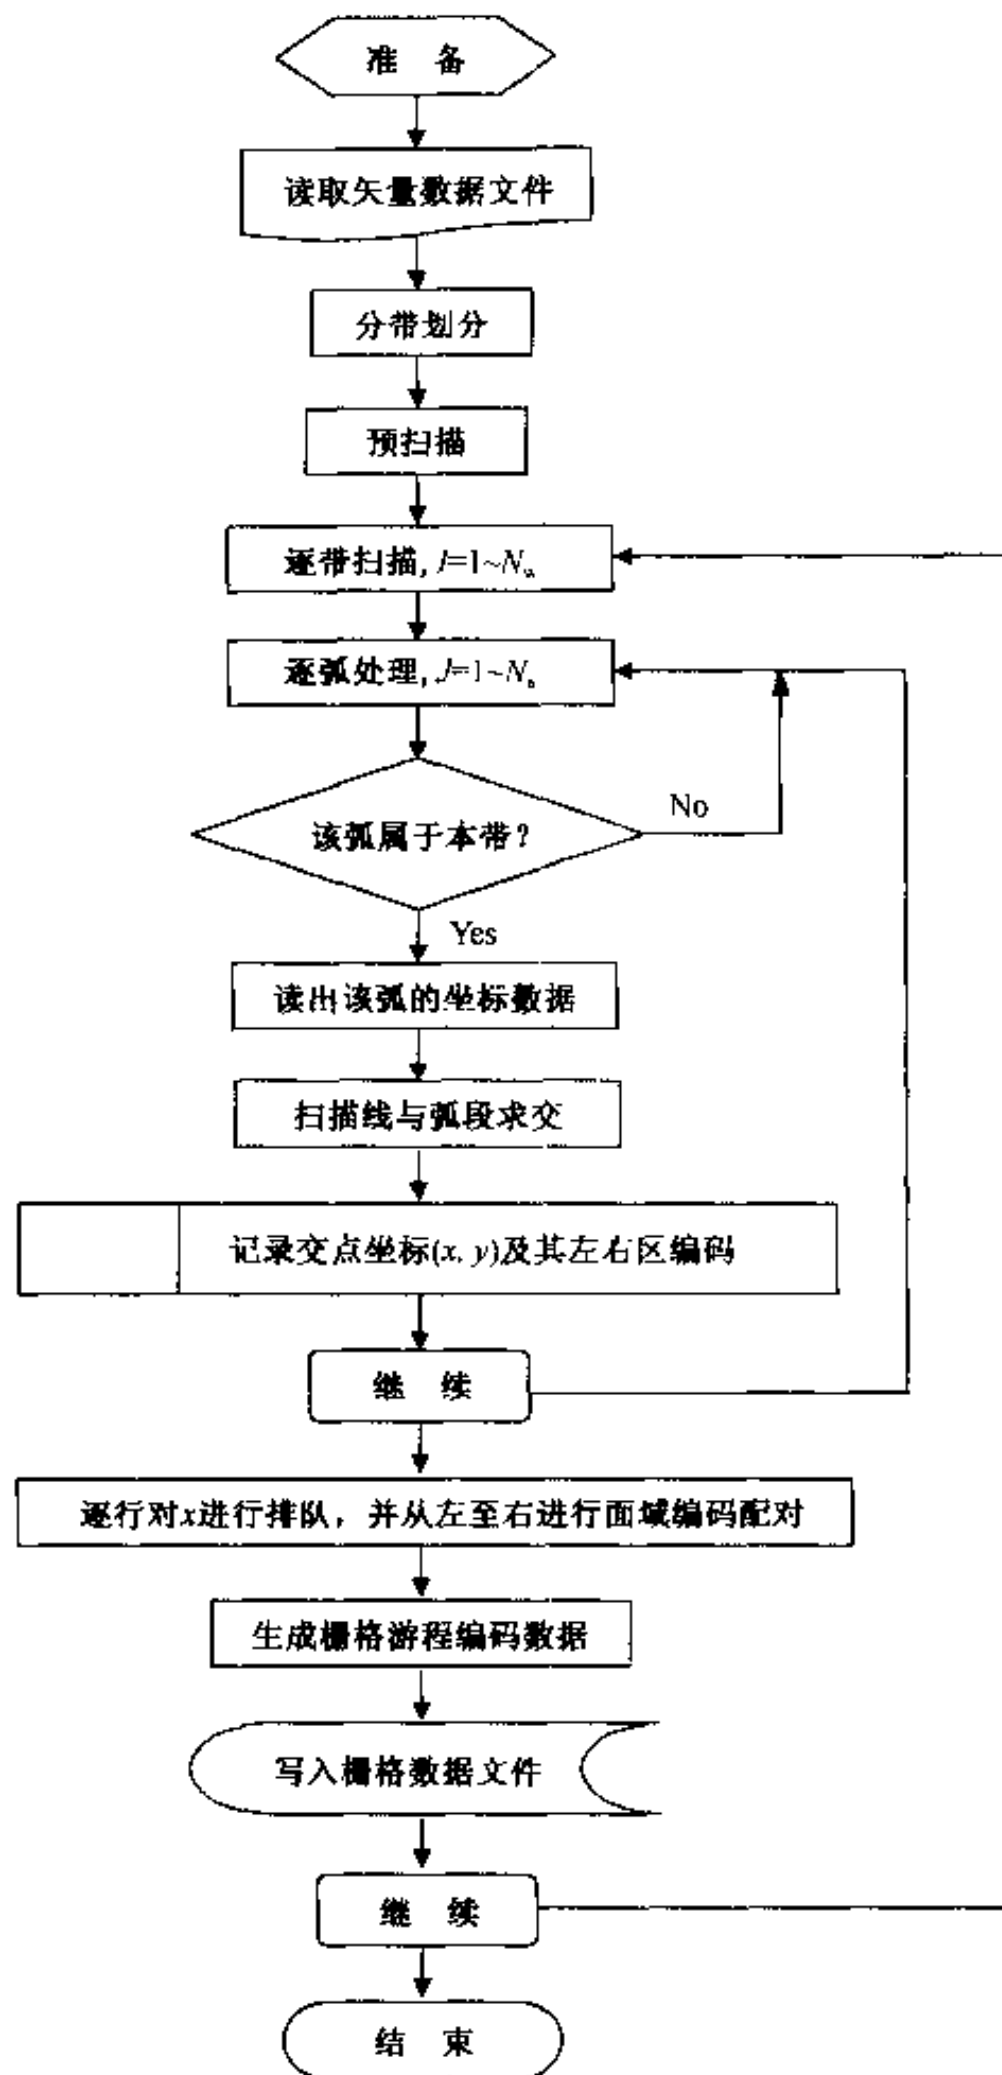 准 备
读取矢量数据文件
分带划分
预扫描
逐带扫描, I=1~Nw
逐弧处理, J=1~Na
该弧属于本带?
No
Yes
读出该弧的坐标数据
扫描线与弧段求交
记录交点坐标(x, y)及其左右区编码
继 续
逐行对x进行排队，并从左至右进行面域编码配对
生成栅格游程编码数据
写入栅格数据文件
继 续
结 束